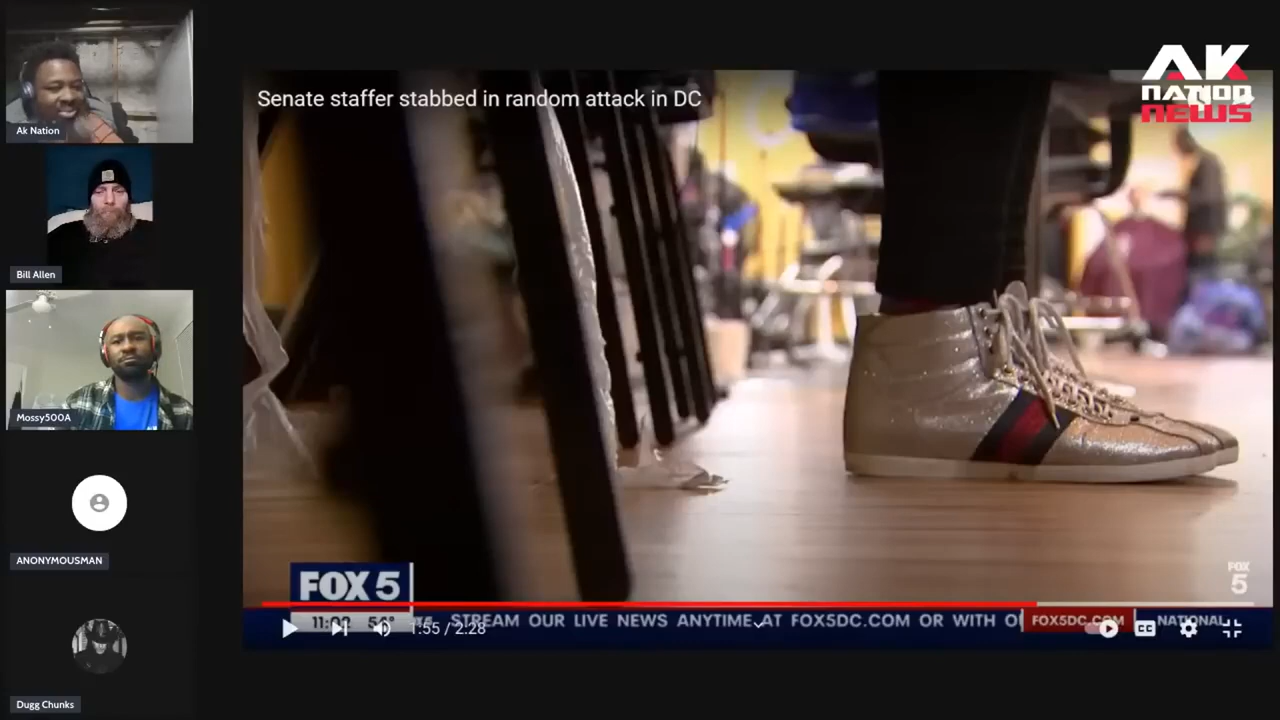 Ak Nation
Bill Allen
Mossy500A
ANONYMOUSMAN
Dugg Chunks
Senate staffer stabbed in random attack in DC
AK
NATION
NEWS
FOX 5
FOX
5
STREAM OUR LIVE NEWS ANYTIME AT FOX5DC.COM OR WITH O
FOX5DC.COM
NATIONAL
1:55 / 2:28
CC